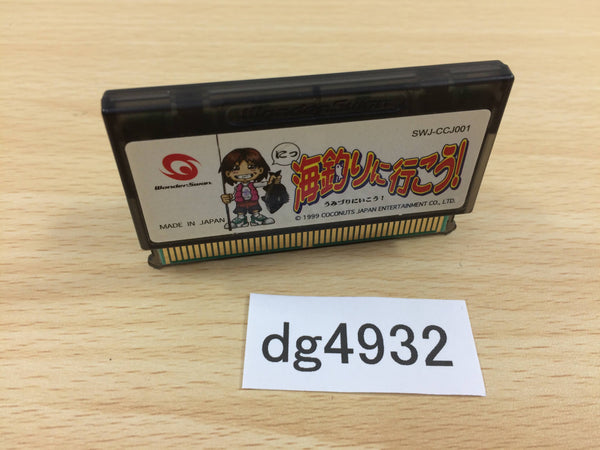 WonderSwan
SWJ-CCJ001
にっ
海釣りに行こう!
うみづりにいこう!
WonderSwan
MADE IN JAPAN
© 1999 COCONUTS JAPAN ENTERTAINMENT CO., LTD.
dg4932